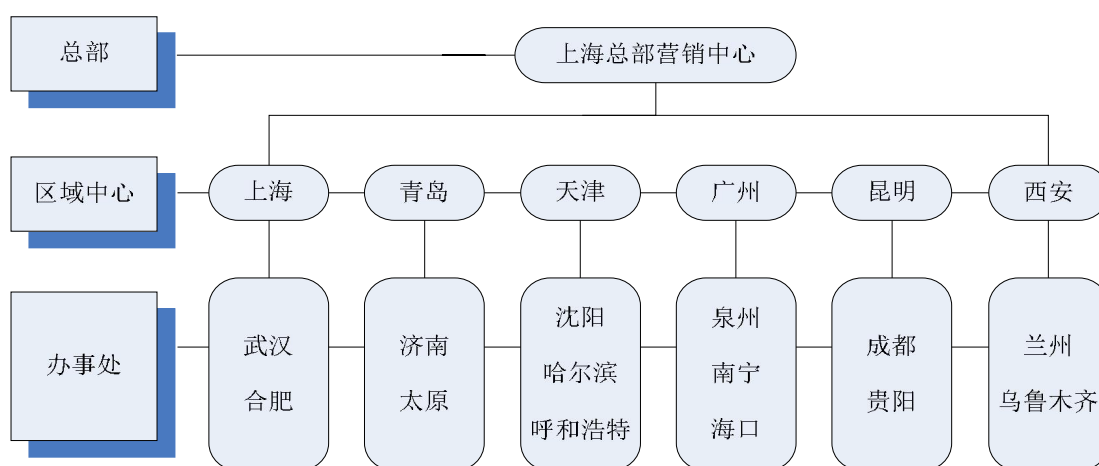 总部
上海总部营销中心
区域中心
上海
青岛
天津
广州
昆明
西安
办事处
武汉
合肥
济南
太原
沈阳
哈尔滨
呼和浩特
泉州
南宁
海口
成都
贵阳
兰州
乌鲁木齐